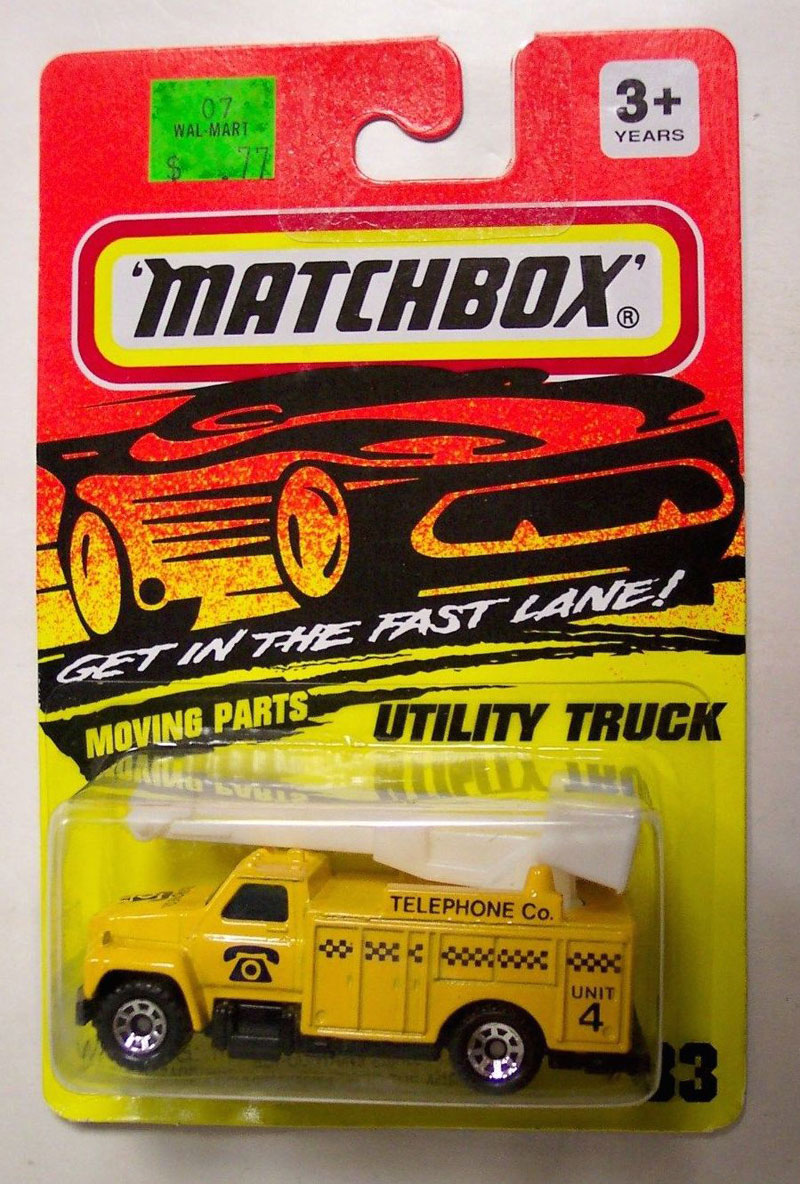 07
WAL-MART
$ .77
3+
YEARS
'MATCHBOX'®
GET IN THE FAST LANE!
MOVING PARTS
UTILITY TRUCK
TELEPHONE Co.
UNIT
4
33